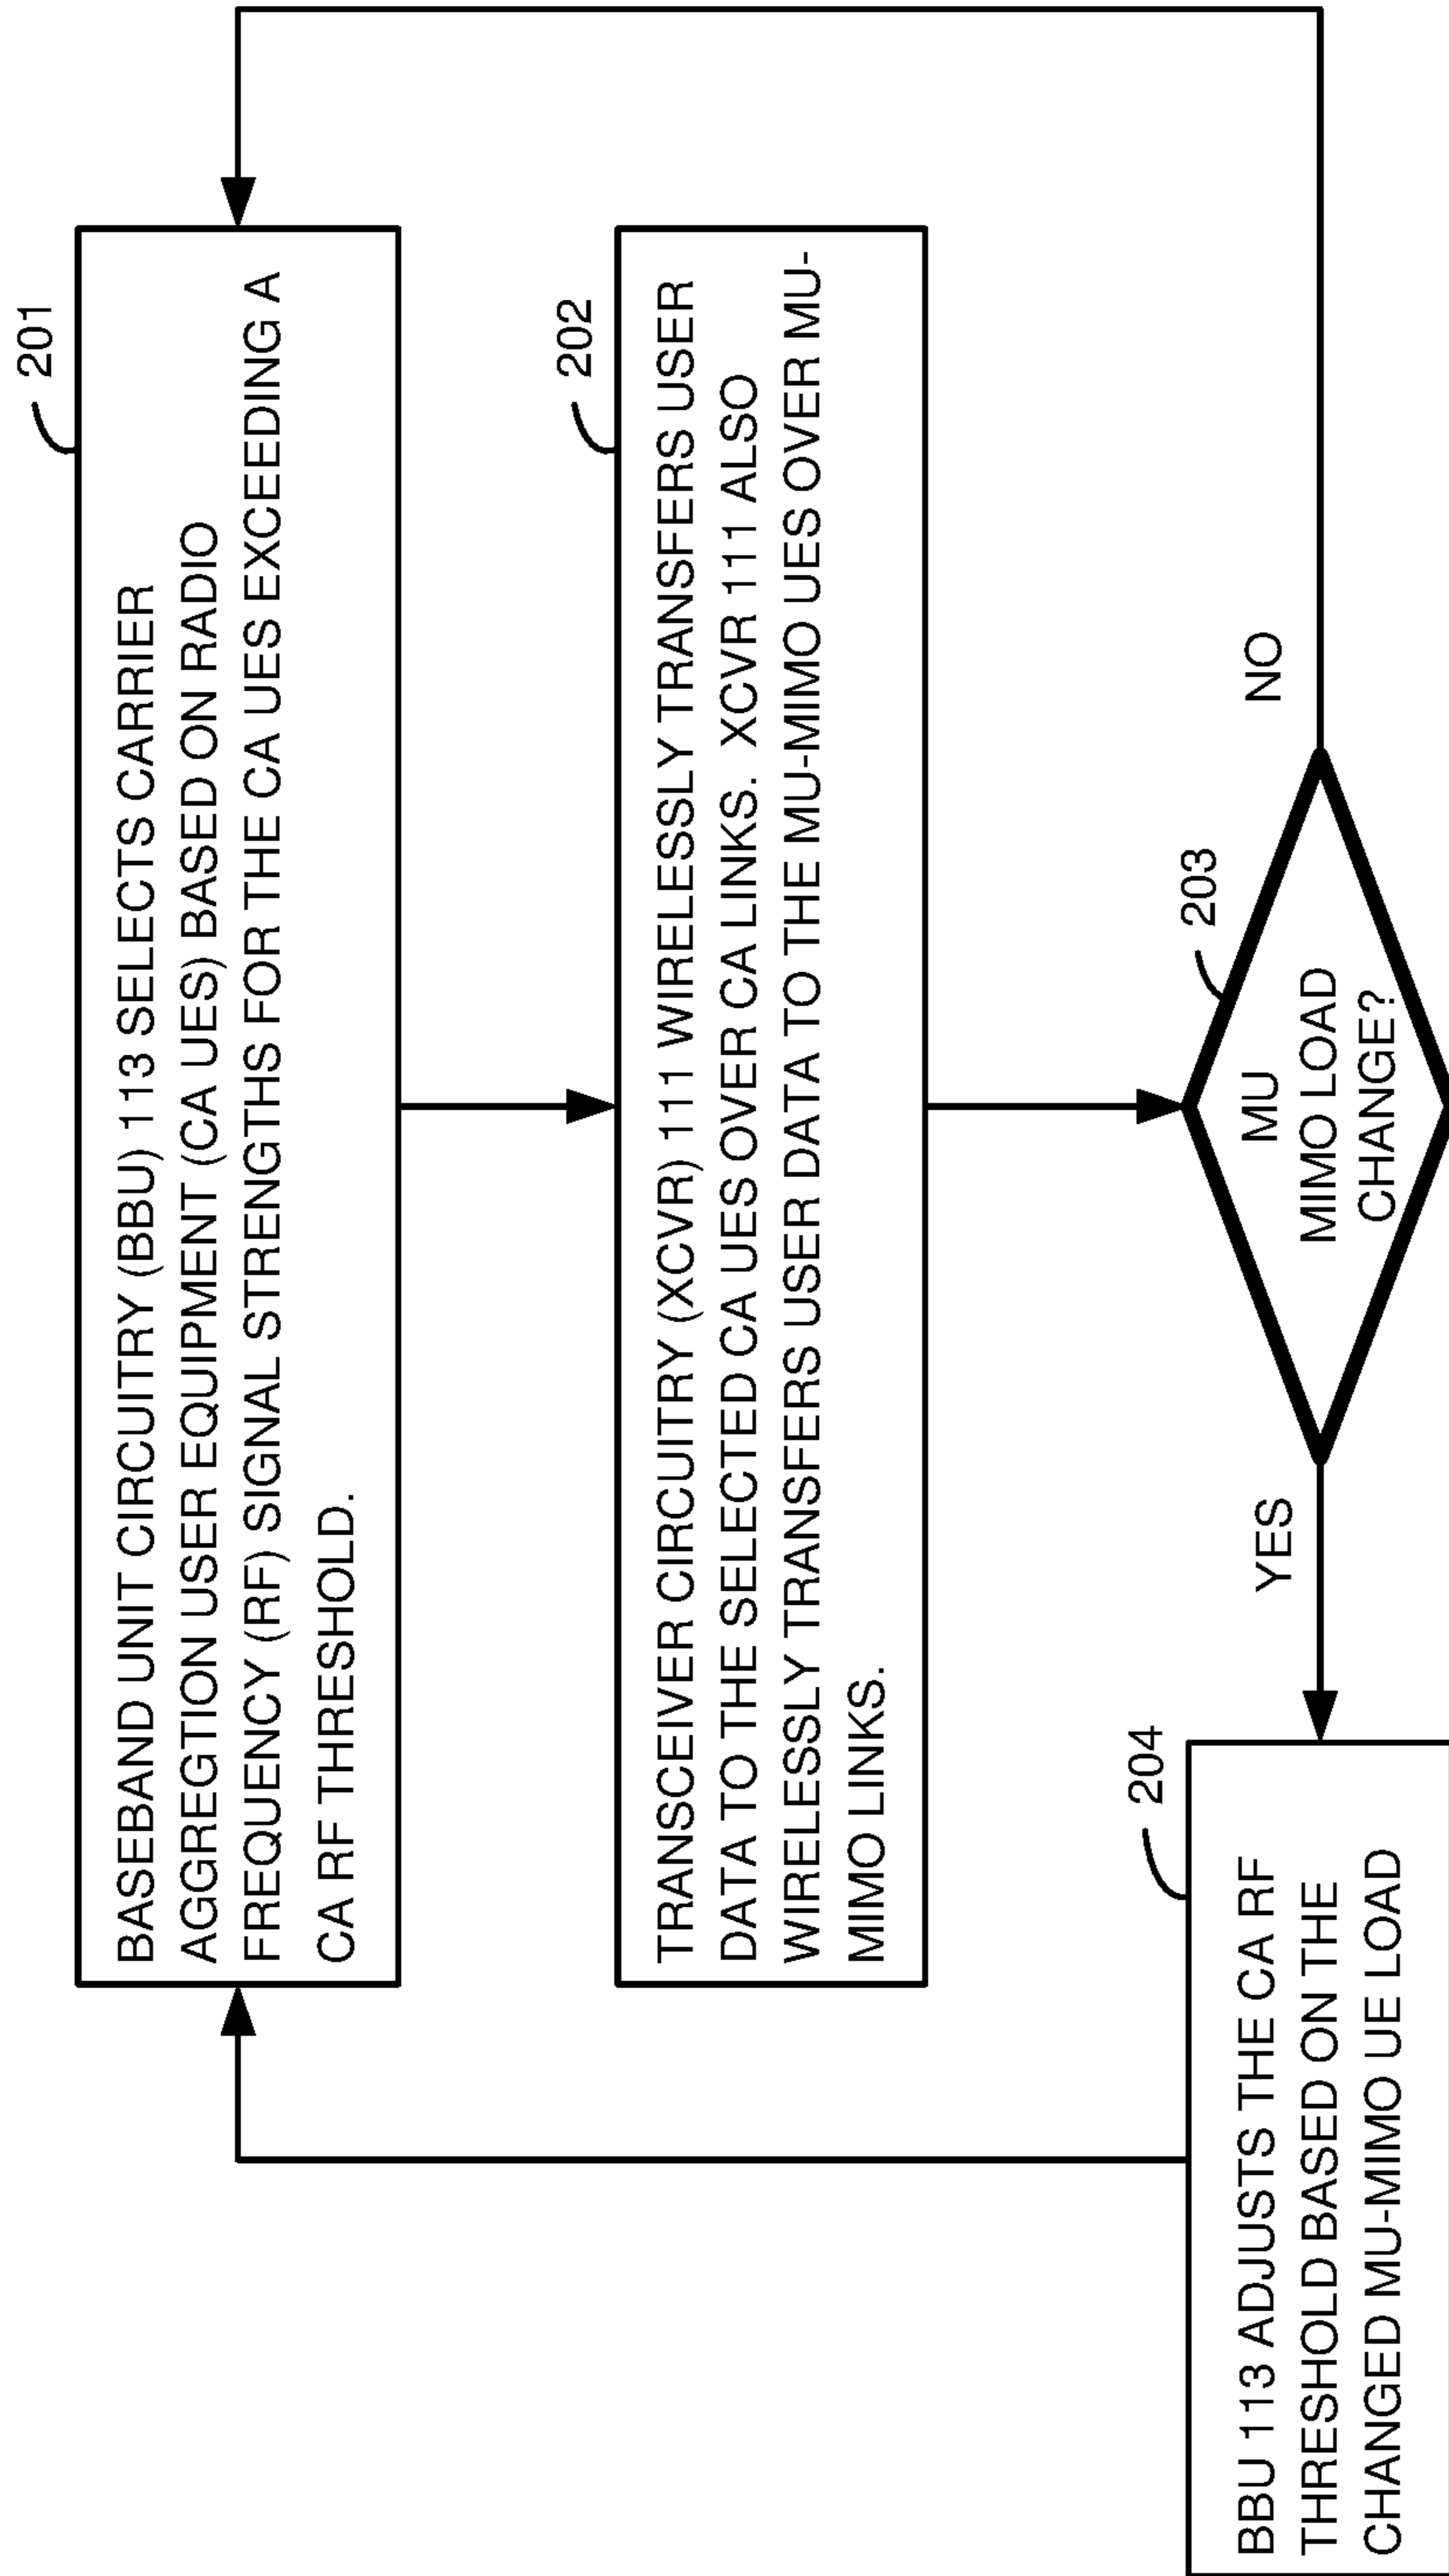 201
BASEBAND UNIT CIRCUITRY (BBU) 113 SELECTS CARRIER
AGGREGTION USER EQUIPMENT (CA UES) BASED ON RADIO
FREQUENCY (RF) SIGNAL STRENGTHS FOR THE CA UES EXCEEDING A
CA RF THRESHOLD.
202
TRANSCEIVER CIRCUITRY (XCVR) 111 WIRELESSLY TRANSFERS USER
DATA TO THE SELECTED CA UES OVER CA LINKS. XCVR 111 ALSO
WIRELESSLY TRANSFERS USER DATA TO THE MU-MIMO UES OVER MU-
MIMO LINKS.
203
MU
MIMO LOAD
CHANGE?
YES
NO
204
BBU 113 ADJUSTS THE CA RF
THRESHOLD BASED ON THE
CHANGED MU-MIMO UE LOAD